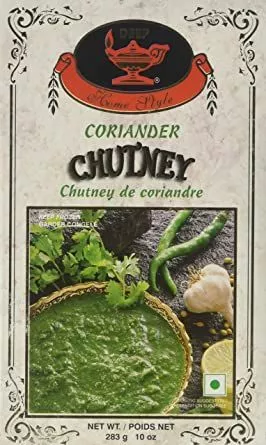 DEEP
®
Home Style
CORIANDER
CHUTNEY
Chutney de coriandre
KEEP FROZEN
GARDER CONGELÉ
SUGGESTION
NET WT. / POIDS NET
283 g 10 oz